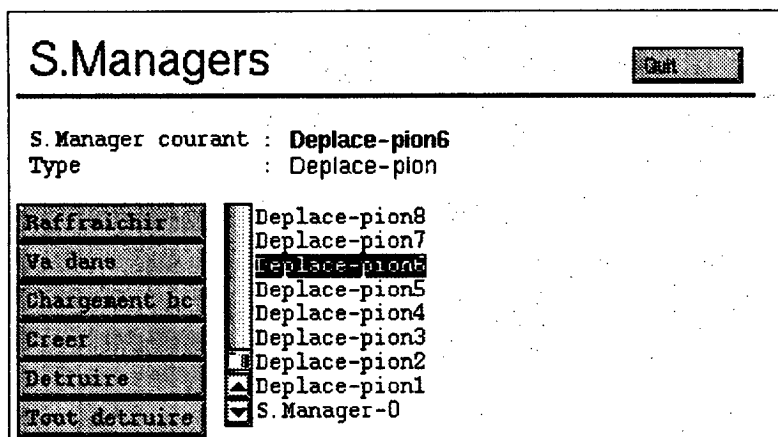 S.Managers
Quit
S.Manager courant : Deplace-pion6
Type : Deplace-pion
Raffraichir
Va dans
Chargement bc
Creer
Detruire
Tout detruire
Deplace-pion8
Deplace-pion7
Deplace-pion6
Deplace-pion5
Deplace-pion4
Deplace-pion3
Deplace-pion2
Deplace-pion1
S.Manager-0